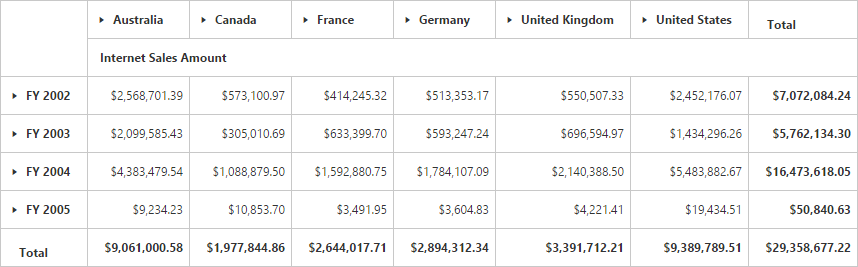 Australia Canada France Germany United Kingdom United States Total
Internet Sales Amount
FY 2002 $2,568,701.39 $573,100.97 $414,245.32 $513,353.17 $550,507.33 $2,452,176.07 $7,072,084.24
FY 2003 $2,099,585.43 $305,010.69 $633,399.70 $593,247.24 $696,594.97 $1,434,296.26 $5,762,134.30
FY 2004 $4,383,479.54 $1,088,879.50 $1,592,880.75 $1,784,107.09 $2,140,388.50 $5,483,882.67 $16,473,618.05
FY 2005 $9,234.23 $10,853.70 $3,491.95 $3,604.83 $4,221.41 $19,434.51 $50,840.63
Total $9,061,000.58 $1,977,844.86 $2,644,017.71 $2,894,312.34 $3,391,712.21 $9,389,789.51 $29,358,677.22